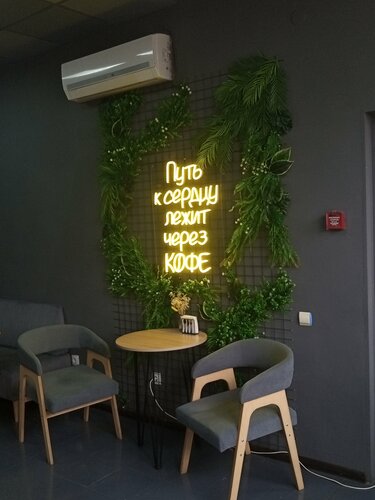 Путь
к сердцу
лежит
через
КОФЕ